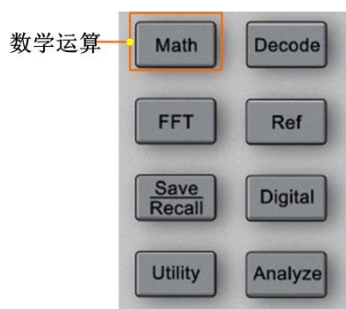 数学运算
Math
Decode
FFT
Ref
Save
Recall
Digital
Utility
Analyze